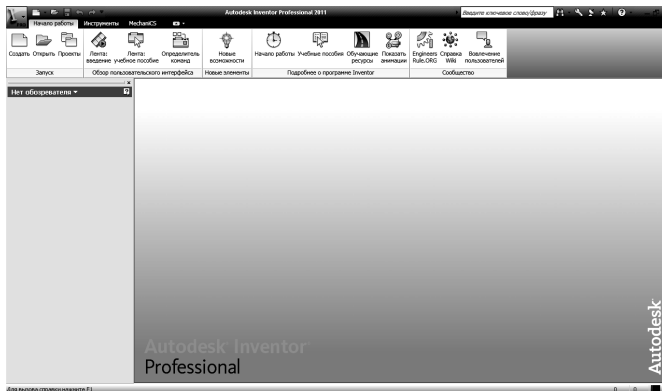 Autodesk Inventor Professional 2011
Введите ключевое слово/фразу
Начало работы Инструменты MechaniCS
Создать Открыть Проекты
Лента: введение
Лента: учебное пособие
Определитель команд
Новые возможности
Начало работы Учебные пособия
Обучающие ресурсы
Показать анимации
Engineers Rule.ORG
Справка Wiki
Вовлечение пользователей
Запуск Обзор пользовательского интерфейса Новые элементы Подробнее о программе Inventor Сообщество
Нет обозревателя
Autodesk Inventor
Professional
Autodesk
Для вызова справки нажмите F1
0 0